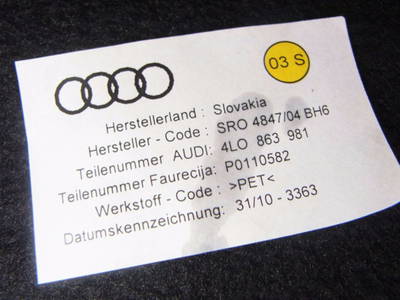 03 S
Herstellerland : Slovakia
Hersteller - Code : SRO 4847/04 BH6
Teilenummer AUDI: 4LO 863 981
Teilenummer Faurecija: P0110582
Werkstoff - Code : >PET<
Datumskennzeichnung: 31/10 - 3363